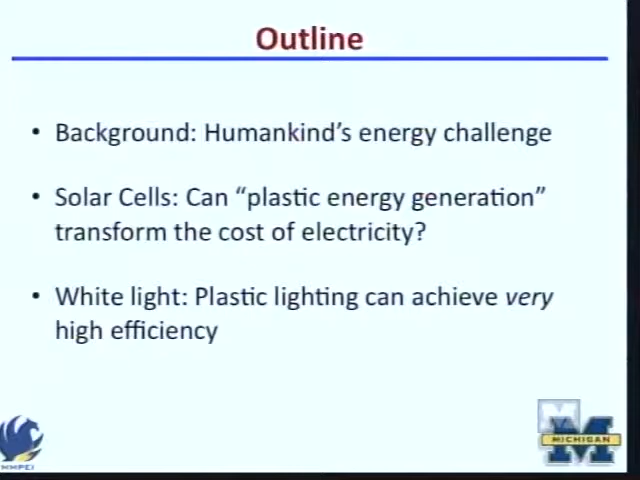 Outline
• Background: Humankind's energy challenge
• Solar Cells: Can “plastic energy generation”
transform the cost of electricity?
• White light: Plastic lighting can achieve very
high efficiency
MMPEI
M
MICHIGAN